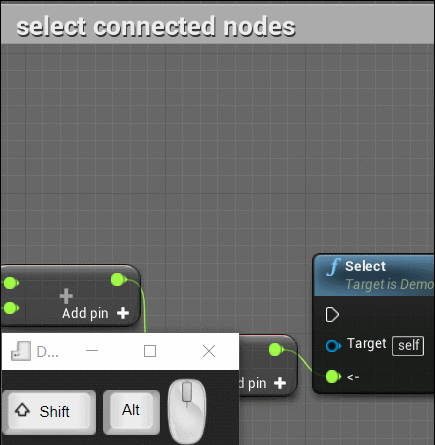 select connected nodes
Select
Target is Demo
Add pin
D...
Target self
d pin
<-
Shift Alt